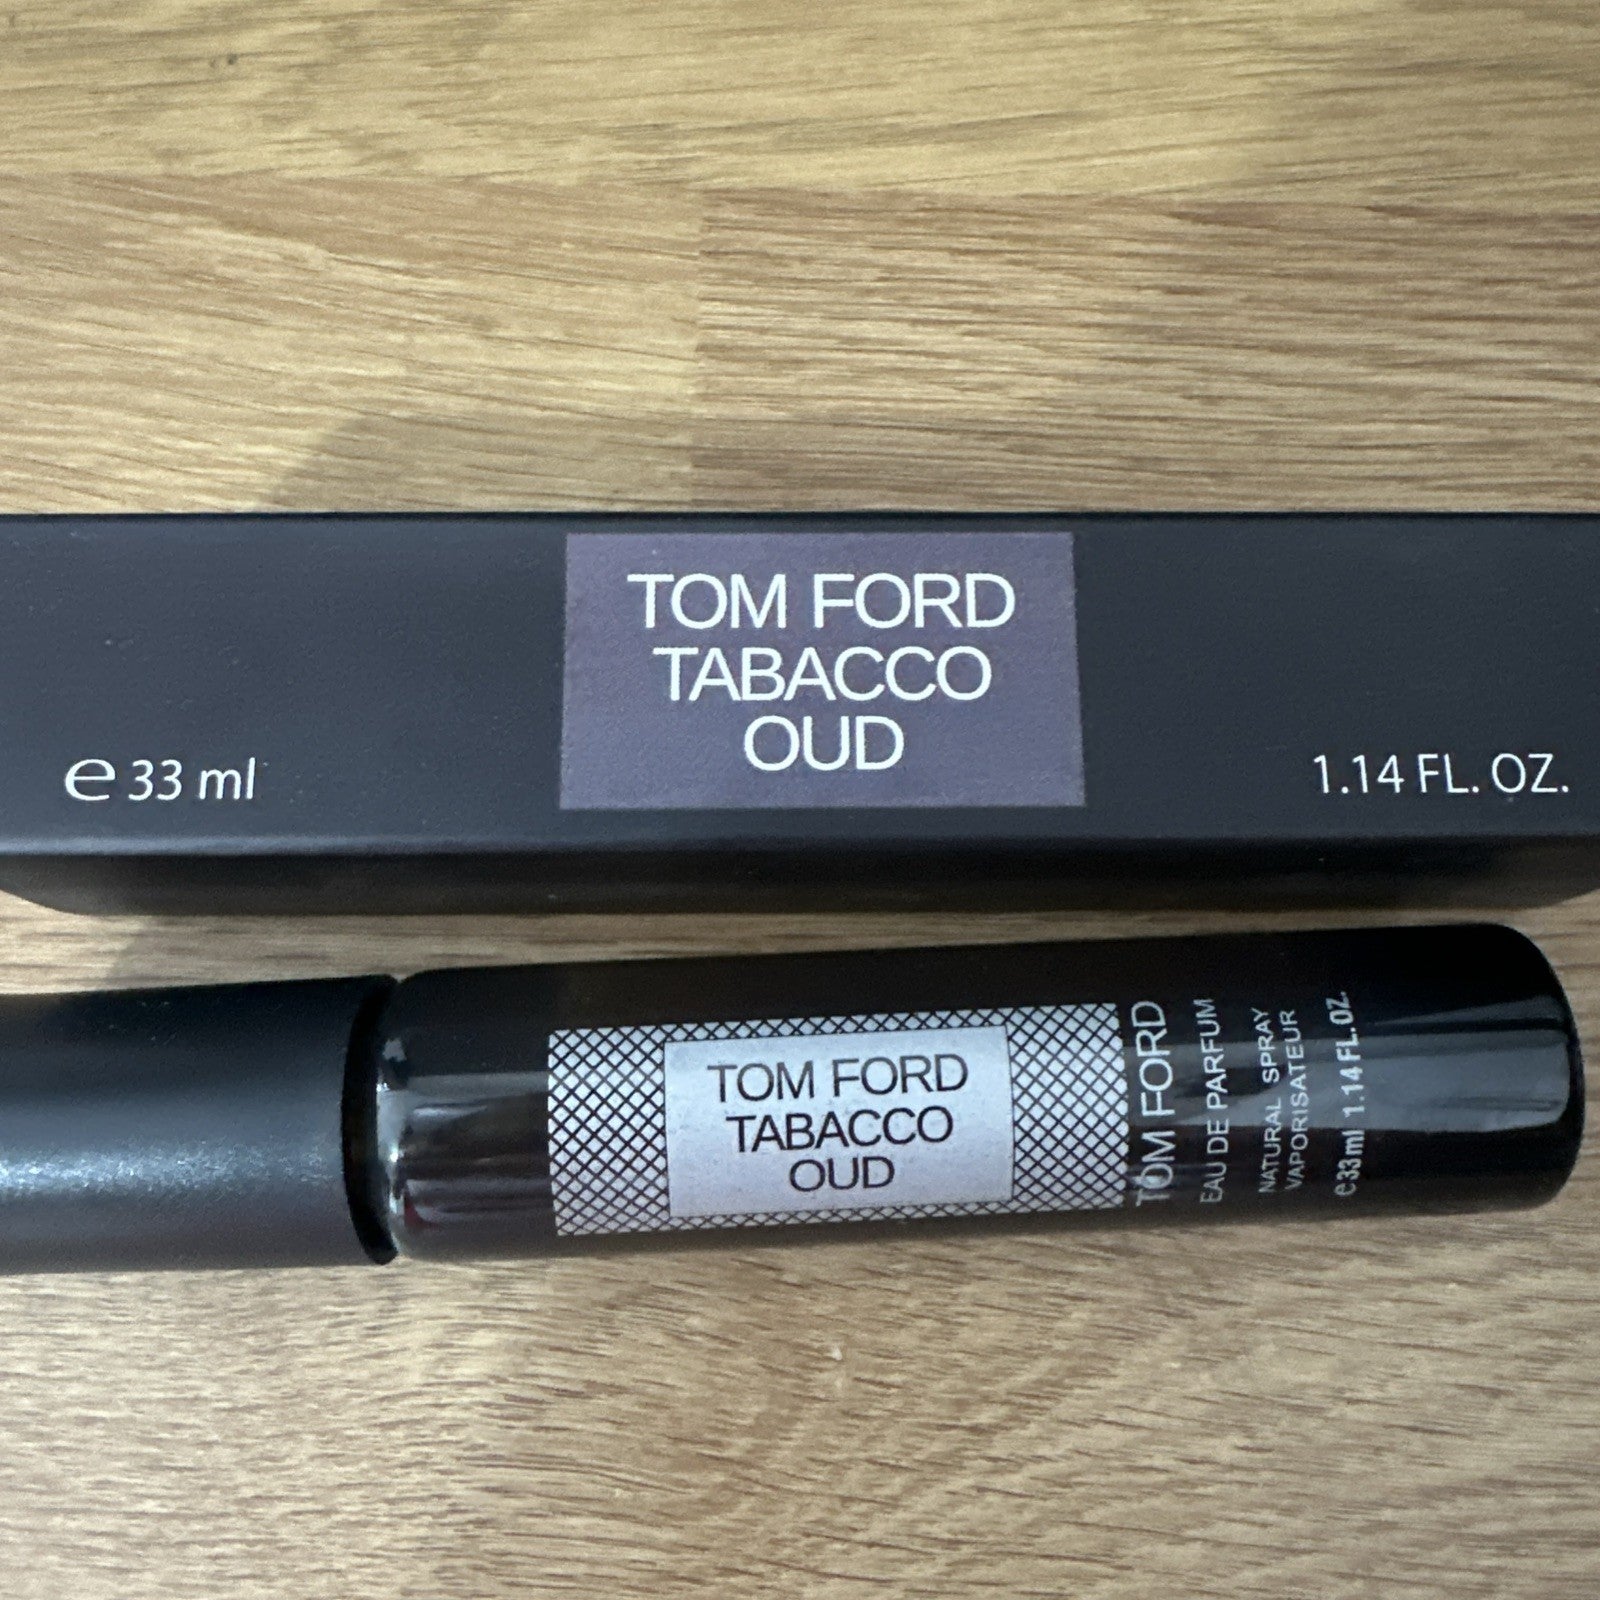 TOM FORD
TABACCO
OUD
e 33 ml
1.14 FL. OZ.
TOM FORD
TABACCO
OUD
TOM FORD
EAU DE PARFUM
NATURAL SPRAY
VAPORISATEUR
e33ml 1.14 FL. OZ.